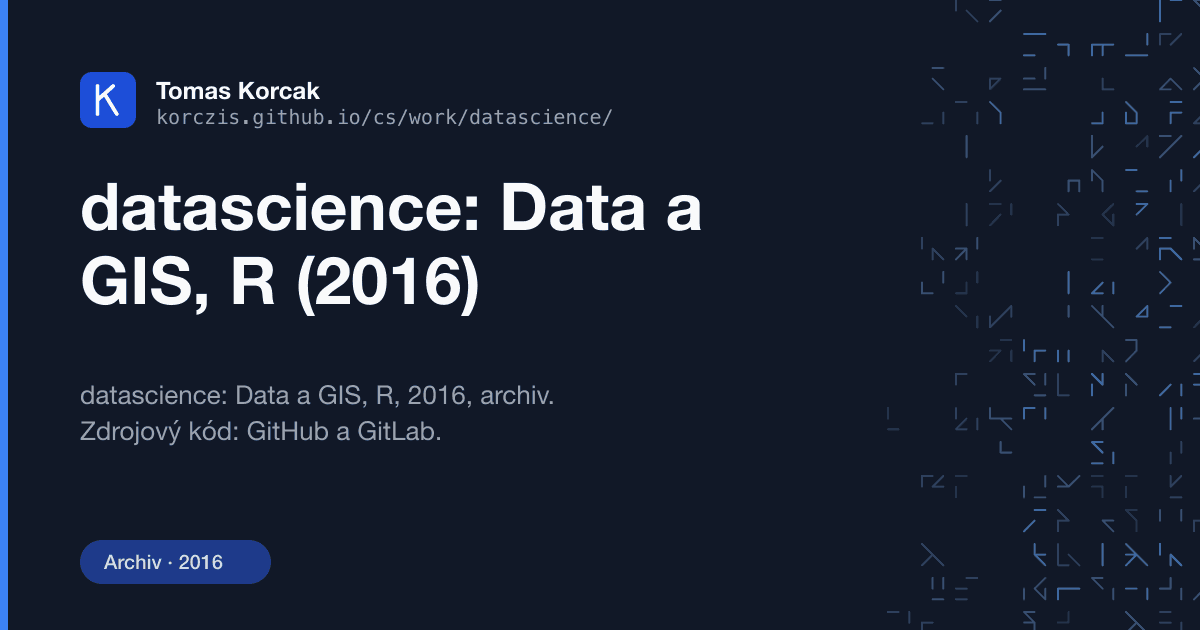 K
Tomas Korcak
korczis.github.io/cs/work/datascience/
datascience: Data a
GIS, R (2016)
datascience: Data a GIS, R, 2016, archiv.
Zdrojový kód: GitHub a GitLab.
Archiv · 2016